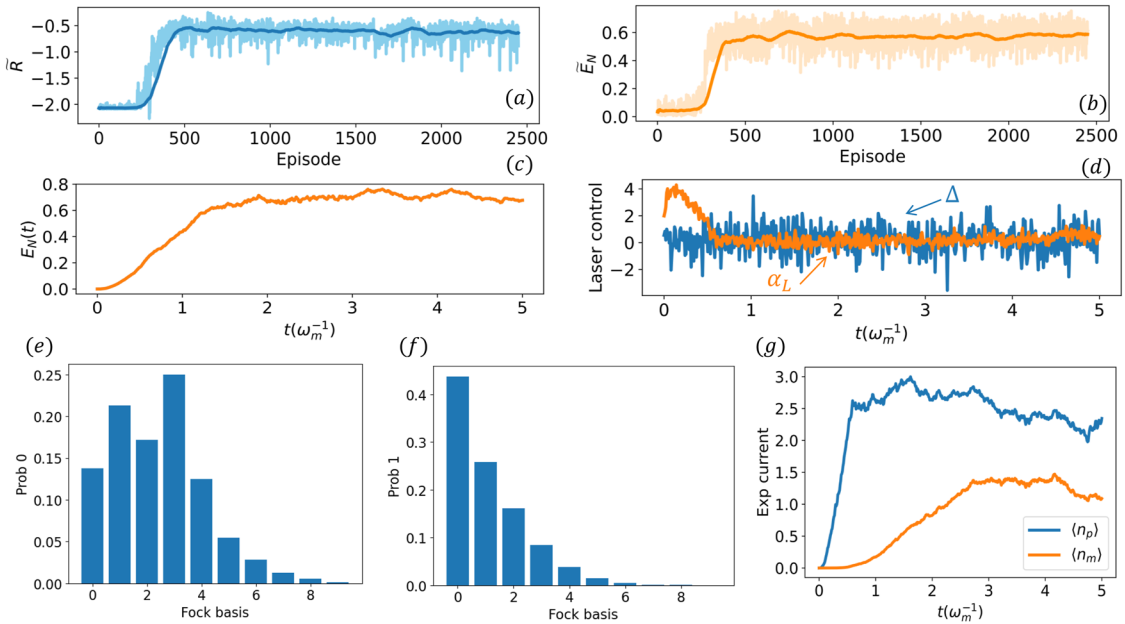 −0.5
−1.0
−1.5
−2.0
R̃
(a)
0 500 1000 1500 2000 2500
Episode
0.6
0.4
0.2
0.0
Ẽ_N
(b)
0 500 1000 1500 2000 2500
Episode
(c)
0.8
0.6
0.4
0.2
0.0
E_N(t)
0 1 2 3 4 5
t(ω_m^{−1})
(d)
4
2
0
−2
Laser control
Δ
α_L
0 1 2 3 4 5
t(ω_m^{−1})
(e)
0.25
0.20
0.15
0.10
0.05
0.00
Prob 0
0 2 4 6 8
Fock basis
(f)
0.4
0.3
0.2
0.1
0.0
Prob 1
0 2 4 6 8
Fock basis
(g)
3.0
2.5
2.0
1.5
1.0
0.5
0.0
Exp current
⟨n_p⟩
⟨n_m⟩
0 1 2 3 4 5
t(ω_m^{−1})